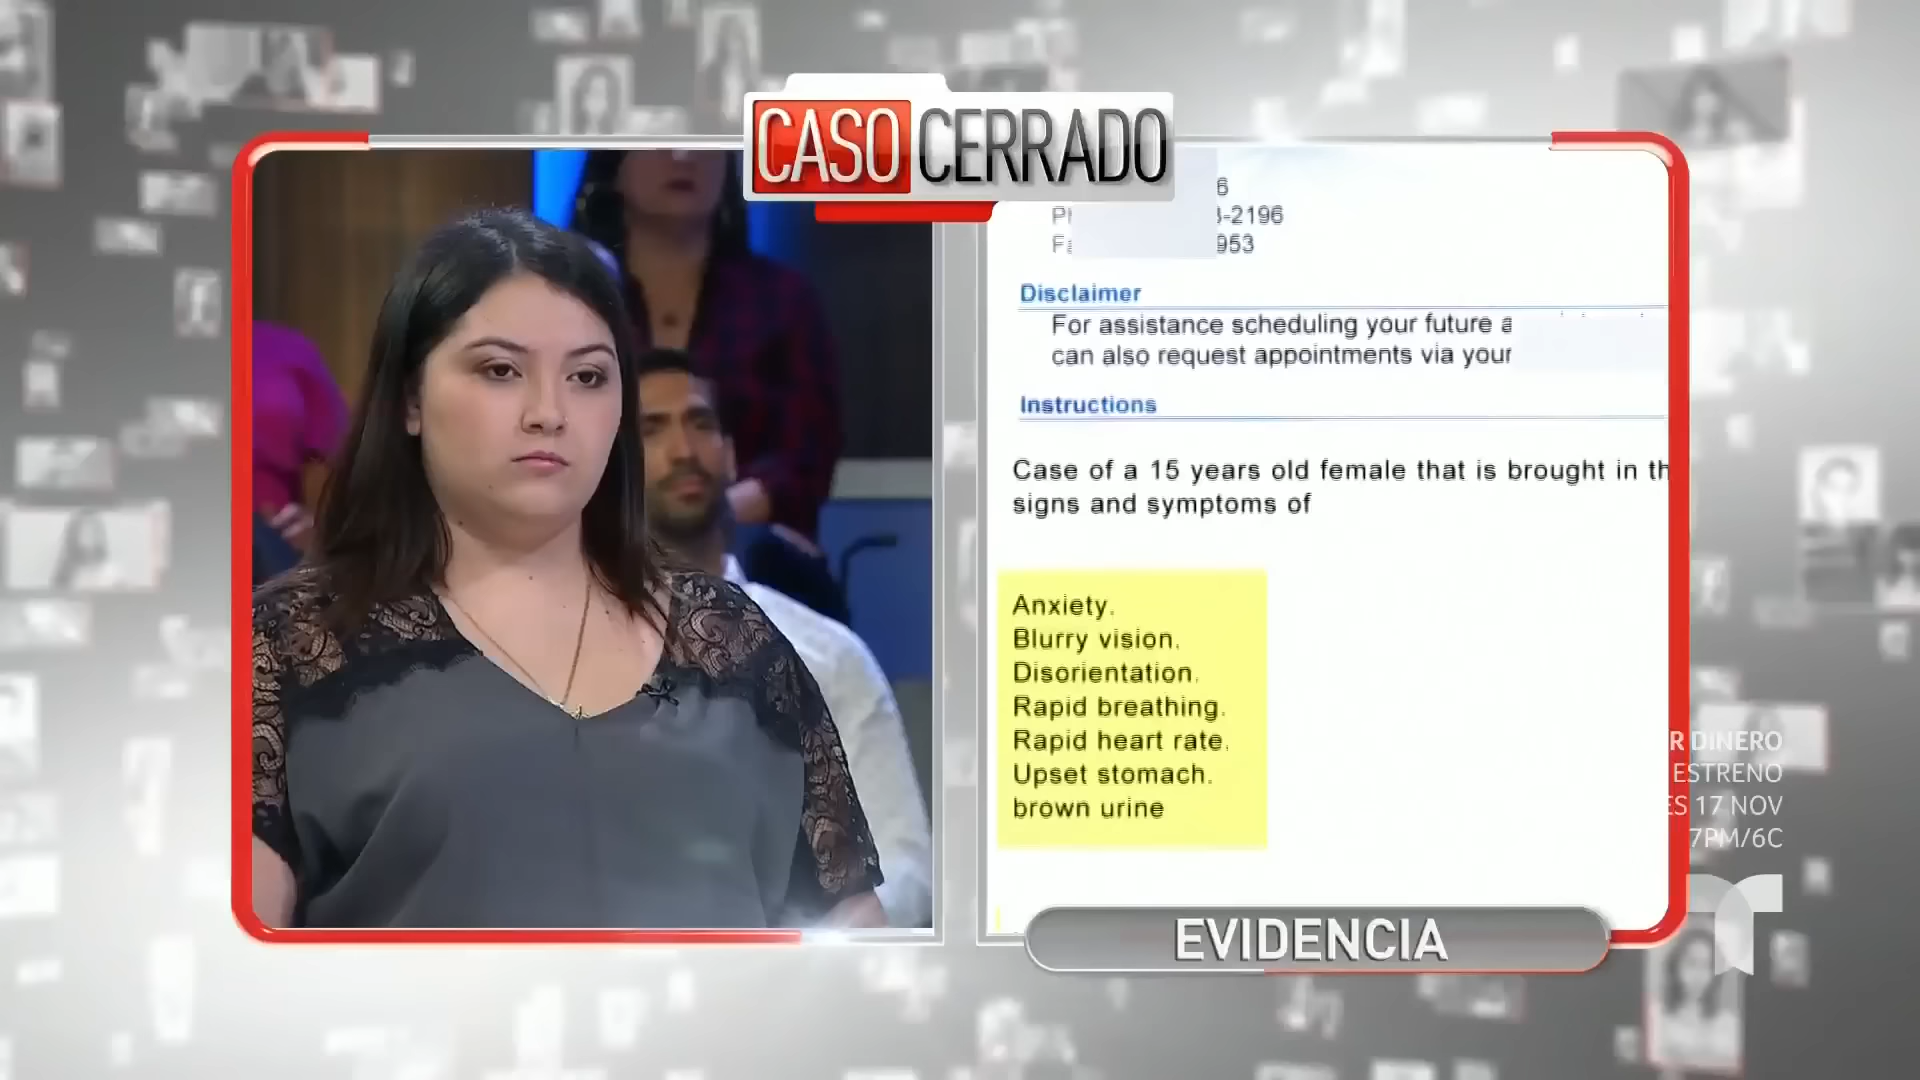 CASO CERRADO
6
-2196
953
Disclaimer
For assistance scheduling your future a
can also request appointments via your
Instructions
Case of a 15 years old female that is brought in th
signs and symptoms of
Anxiety.
Blurry vision.
Disorientation.
Rapid breathing.
Rapid heart rate.
Upset stomach.
brown urine
EVIDENCIA
R DINERO
ESTRENO
ES 17 NOV
7PM/6C